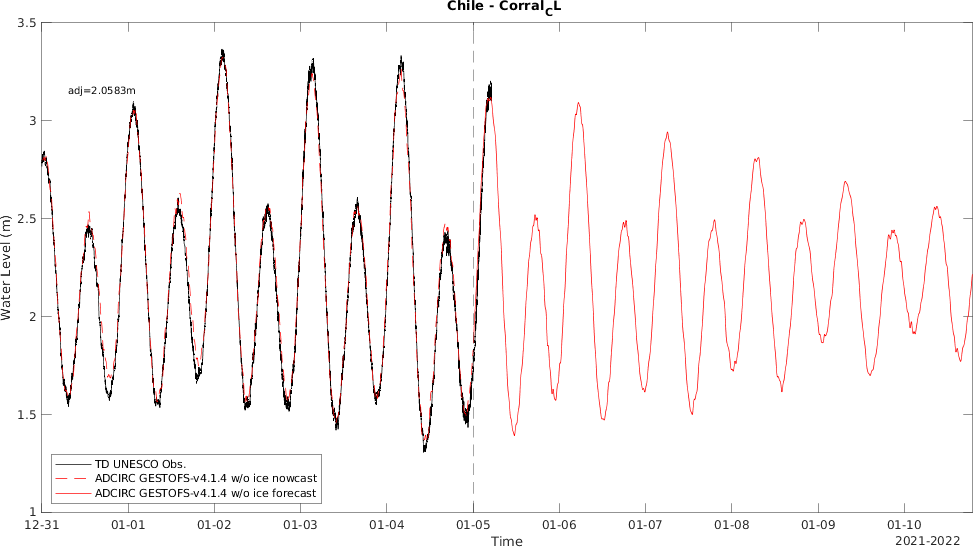 Chile - Corral_CL
3.5
adj=2.0583m
3
2.5
Water Level (m)
2
1.5
TD UNESCO Obs.
ADCIRC GESTOFS-v4.1.4 w/o ice nowcast
ADCIRC GESTOFS-v4.1.4 w/o ice forecast
1
12-31 01-01 01-02 01-03 01-04 01-05 01-06 01-07 01-08 01-09 01-10
Time
2021-2022